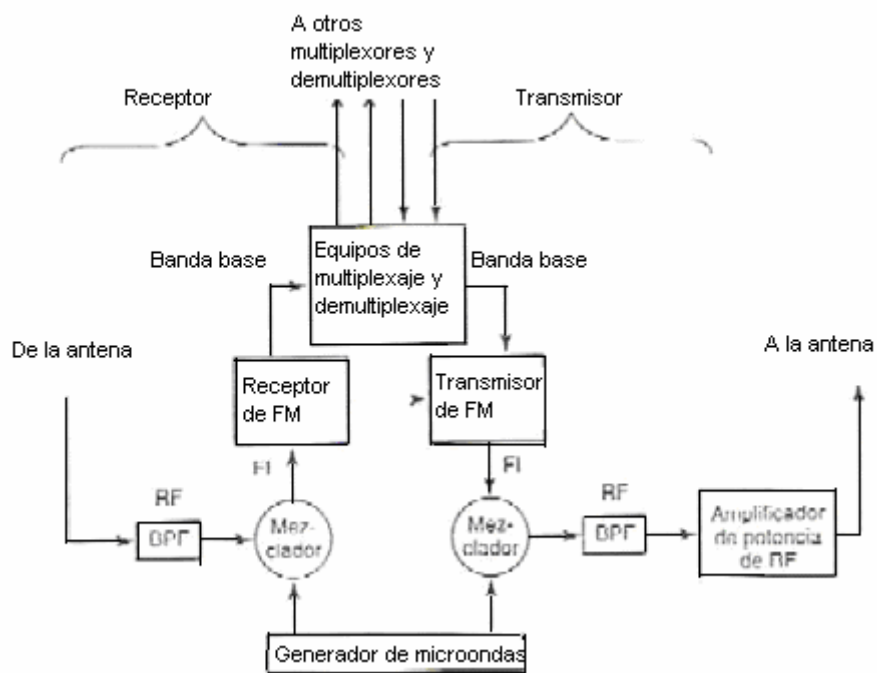 A otros
multiplexores y
demultiplexores
Receptor
Transmisor
Banda base
Equipos de
multiplexaje y
demultiplexaje
Banda base
De la antena
A la antena
Receptor
de FM
Transmisor
de FM
FI
FI
RF
RF
BPF
Mez-
clador
Mez-
clador
BPF
Amplificador
de potencia
de RF
Generador de microondas